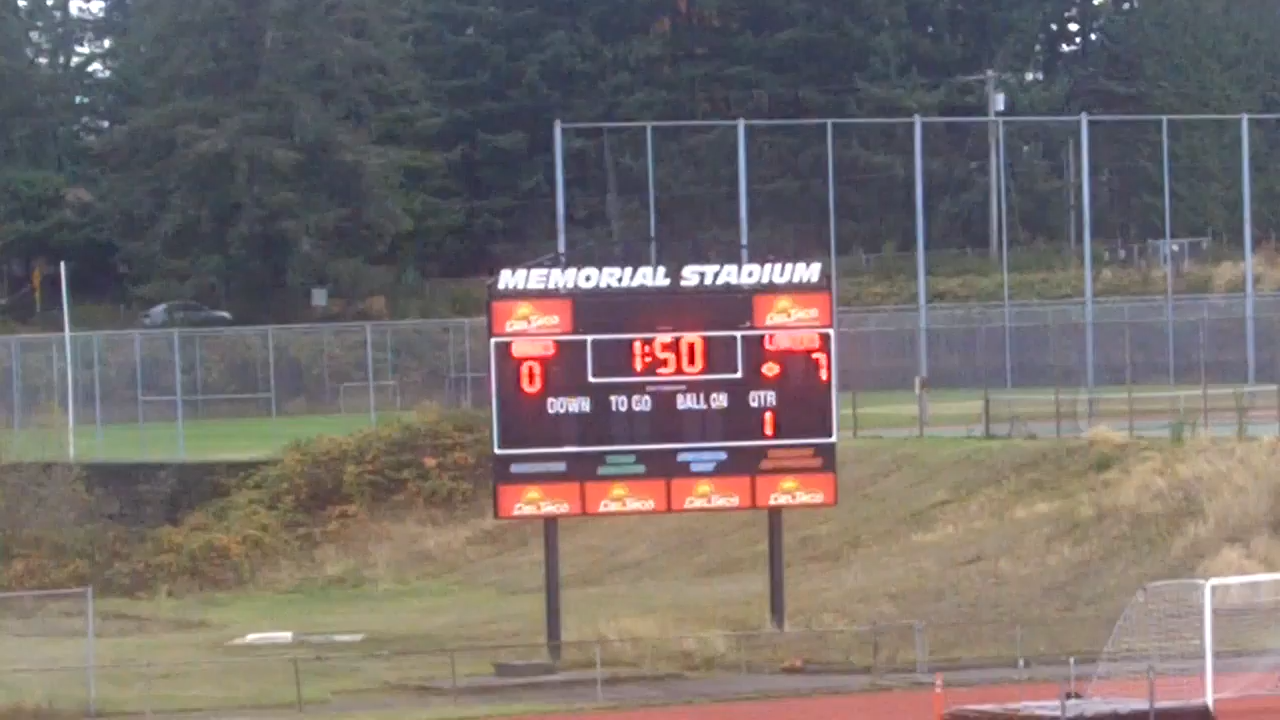 MEMORIAL STADIUM
DEL TACO DEL TACO
1:50
0 7
DOWN TO GO BALL ON QTR
1
DEL TACO DEL TACO DEL TACO DEL TACO